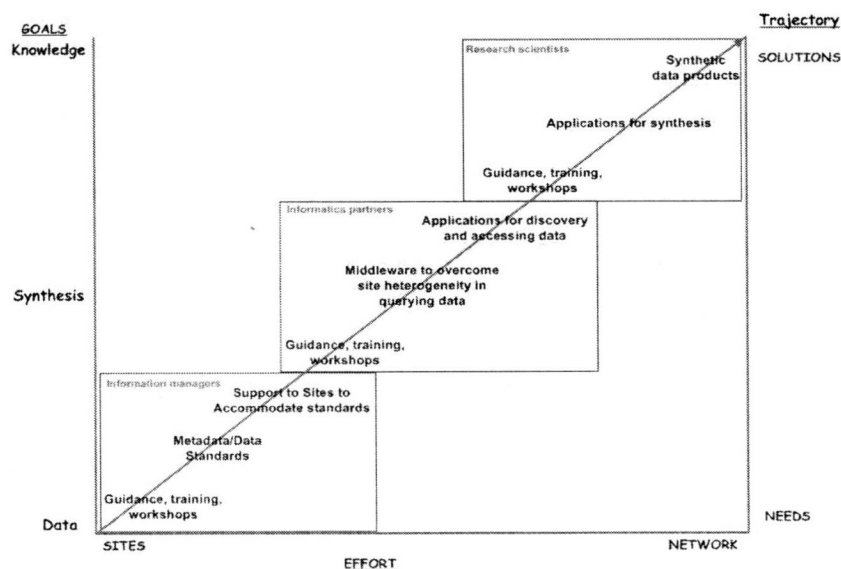 GOALS
Knowledge
Trajectory
SOLUTIONS
Research scientists
Synthetic
data products
Applications for synthesis
Guidance, training,
workshops
Informatics partners
Applications for discovery
and accessing data
Middleware to overcome
site heterogeneity in
querying data
Synthesis
Guidance, training,
workshops
Information managers
Support to Sites to
Accommodate standards
Metadata/Data
Standards
Guidance, training,
workshops
Data
NEEDS
SITES
NETWORK
EFFORT